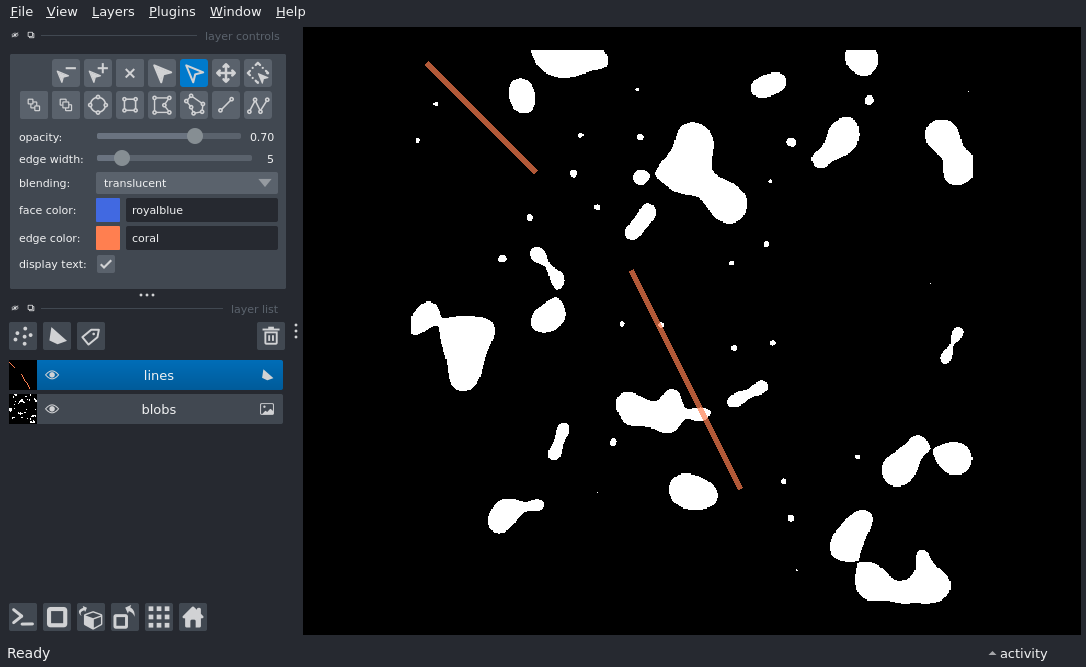 File View Layers Plugins Window Help
layer controls
opacity: 0.70
edge width: 5
blending: translucent
face color: royalblue
edge color: coral
display text:
layer list
lines
blobs
Ready
activity